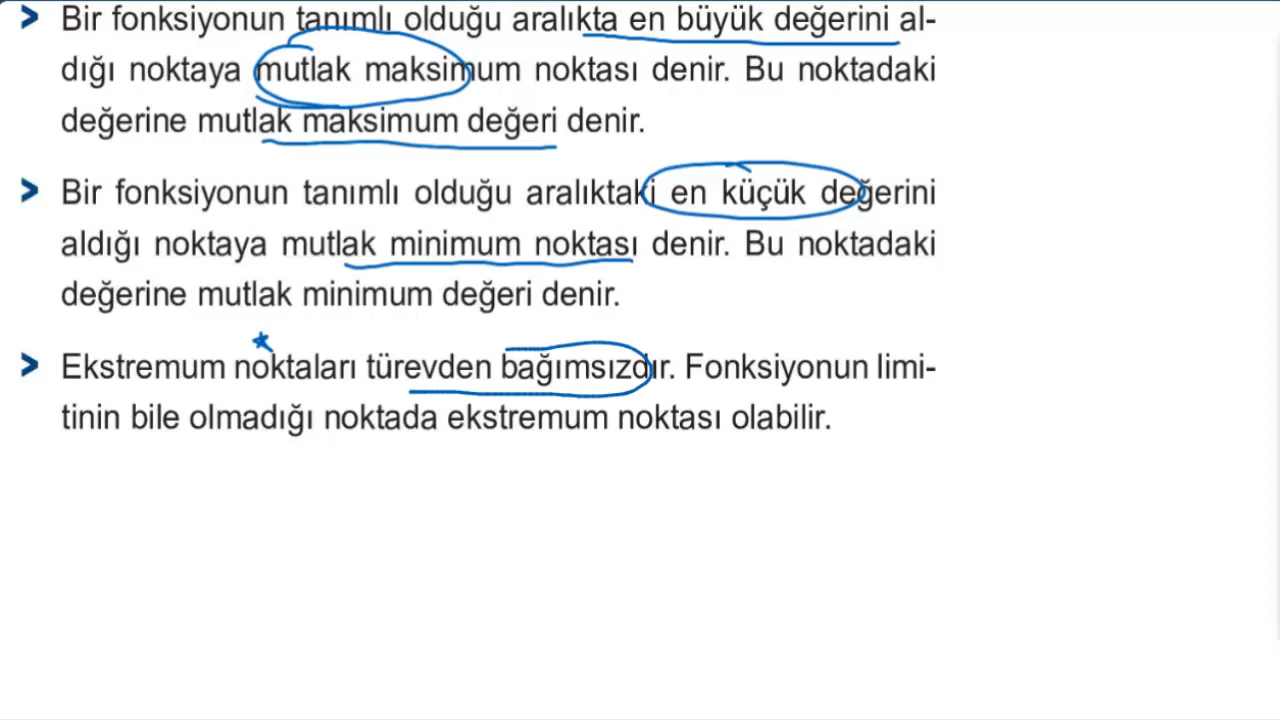 > Bir fonksiyonun tanımlı olduğu aralıkta en büyük değerini al-
dığı noktaya mutlak maksimum noktası denir. Bu noktadaki
değerine mutlak maksimum değeri denir.
> Bir fonksiyonun tanımlı olduğu aralıktaki en küçük değerini
aldığı noktaya mutlak minimum noktası denir. Bu noktadaki
değerine mutlak minimum değeri denir.
> Ekstremum noktaları türevden bağımsızdır. Fonksiyonun limi-
tinin bile olmadığı noktada ekstremum noktası olabilir.